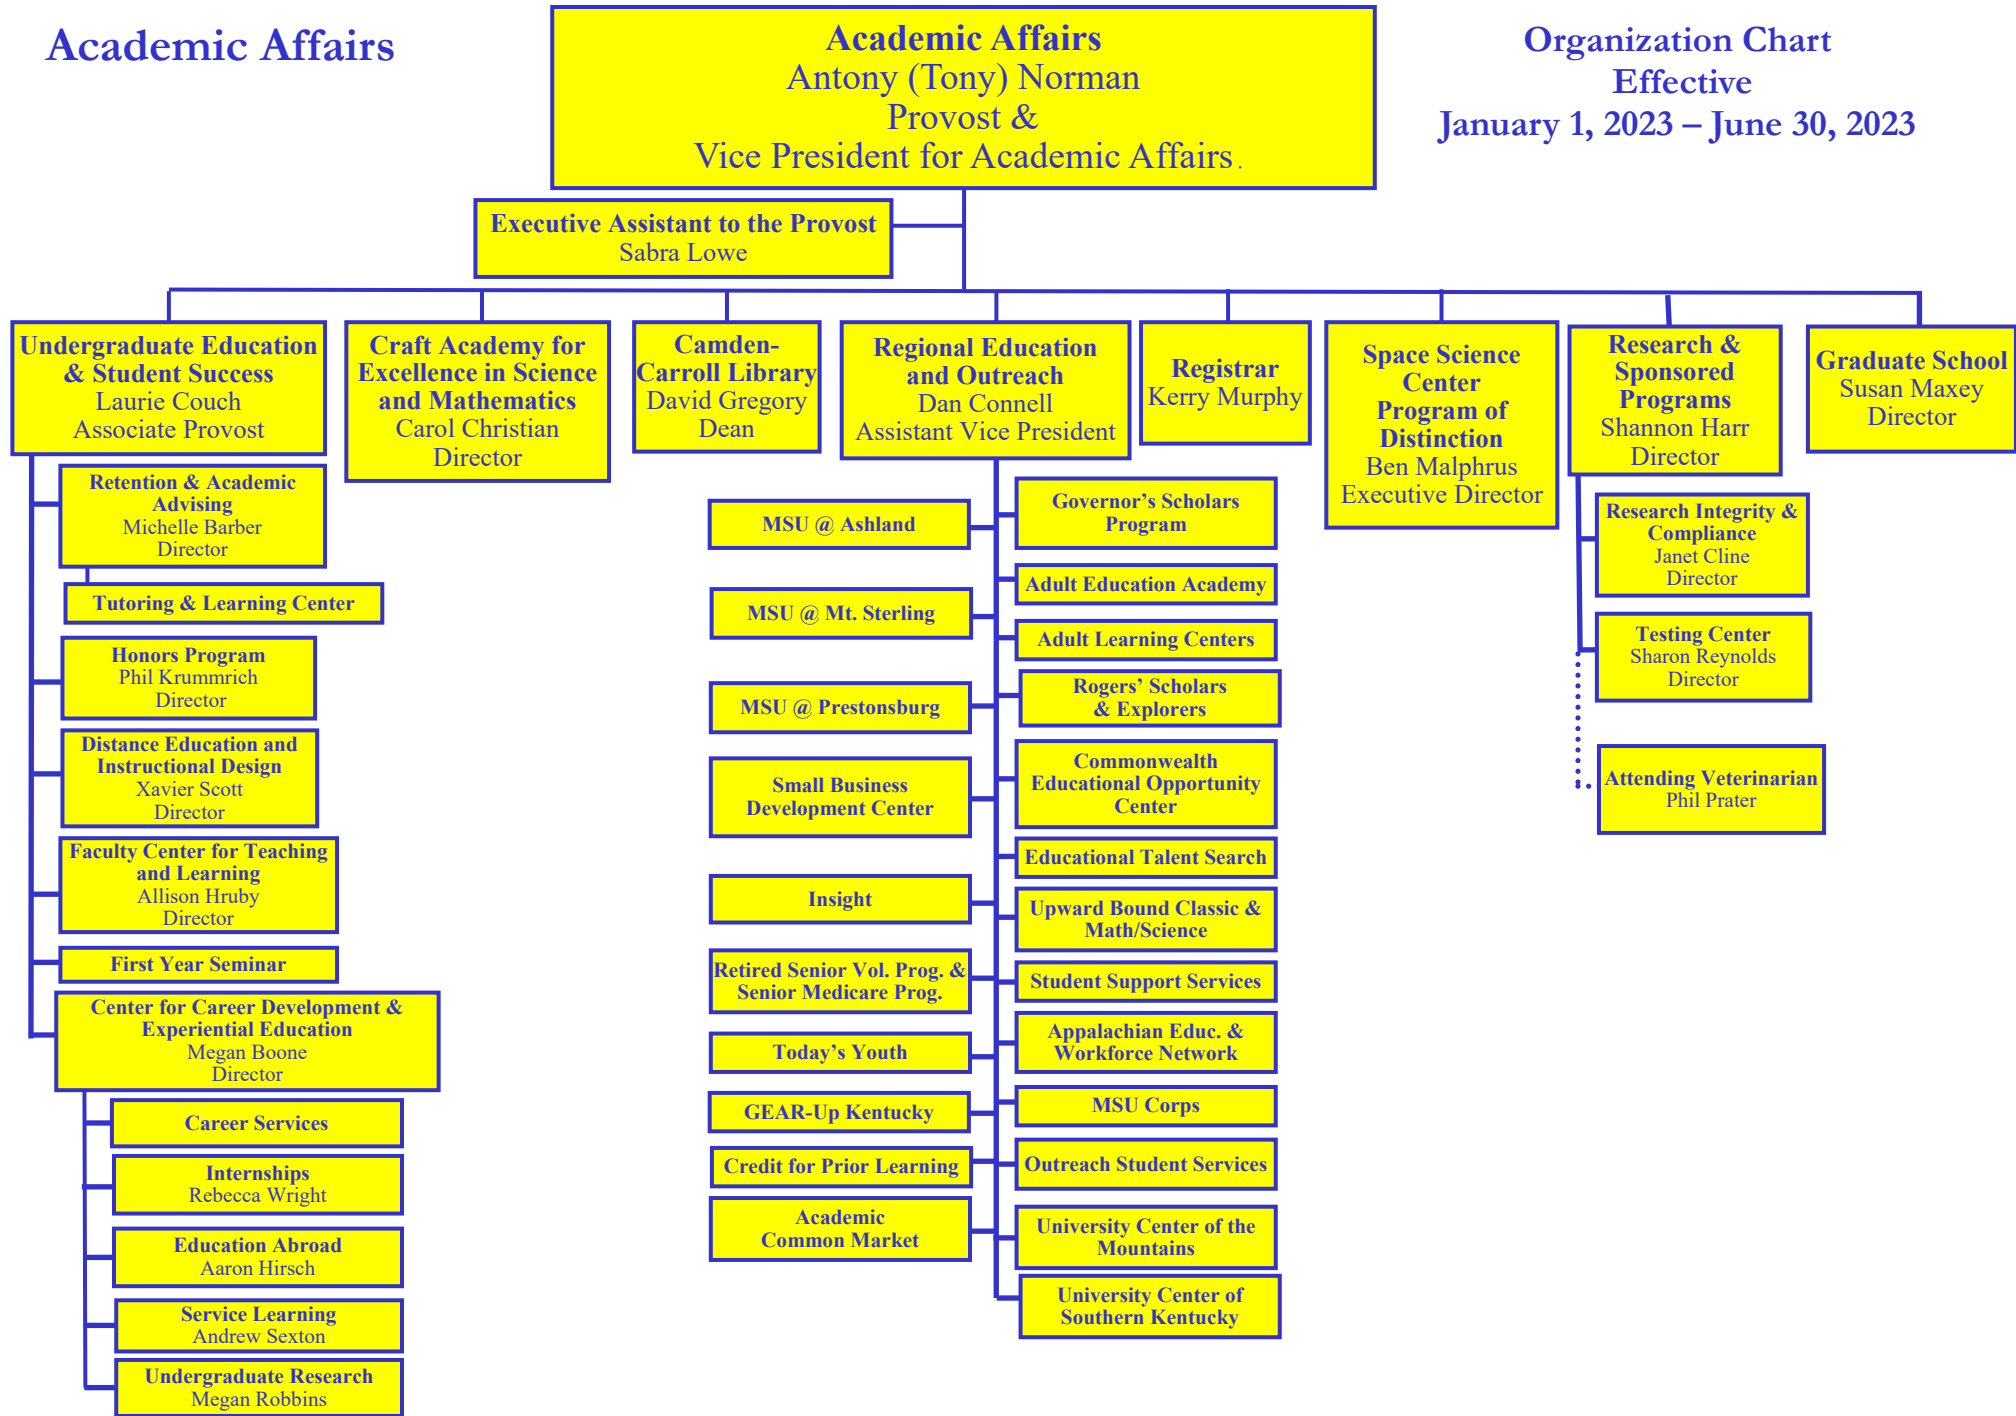 Academic Affairs
Academic Affairs
Antony (Tony) Norman
Provost &
Vice President for Academic Affairs.
Organization Chart
Effective
January 1, 2023 – June 30, 2023
Executive Assistant to the Provost
Sabra Lowe
Undergraduate Education
& Student Success
Laurie Couch
Associate Provost
Craft Academy for
Excellence in Science
and Mathematics
Carol Christian
Director
Camden-
Carroll Library
David Gregory
Dean
Regional Education
and Outreach
Dan Connell
Assistant Vice President
Registrar
Kerry Murphy
Space Science
Center
Program of
Distinction
Ben Malphrus
Executive Director
Research &
Sponsored
Programs
Shannon Harr
Director
Graduate School
Susan Maxey
Director
Retention & Academic
Advising
Michelle Barber
Director
Tutoring & Learning Center
Honors Program
Phil Krummrich
Director
Distance Education and
Instructional Design
Xavier Scott
Director
Faculty Center for Teaching
and Learning
Allison Hruby
Director
First Year Seminar
Center for Career Development &
Experiential Education
Megan Boone
Director
Career Services
Internships
Rebecca Wright
Education Abroad
Aaron Hirsch
Service Learning
Andrew Sexton
Undergraduate Research
Megan Robbins
MSU @ Ashland
MSU @ Mt. Sterling
MSU @ Prestonsburg
Small Business
Development Center
Insight
Retired Senior Vol. Prog. &
Senior Medicare Prog.
Today’s Youth
GEAR-Up Kentucky
Credit for Prior Learning
Academic
Common Market
Governor’s Scholars
Program
Adult Education Academy
Adult Learning Centers
Rogers’ Scholars
& Explorers
Commonwealth
Educational Opportunity
Center
Educational Talent Search
Upward Bound Classic &
Math/Science
Student Support Services
Appalachian Educ. &
Workforce Network
MSU Corps
Outreach Student Services
University Center of the
Mountains
University Center of
Southern Kentucky
Research Integrity &
Compliance
Janet Cline
Director
Testing Center
Sharon Reynolds
Director
Attending Veterinarian
Phil Prater